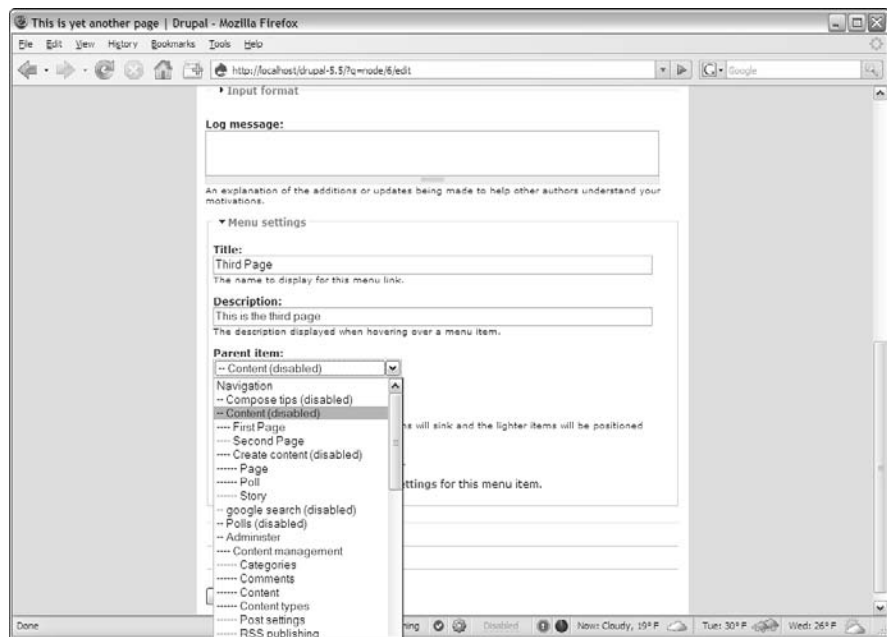 This is yet another page | Drupal - Mozilla Firefox
File Edit View History Bookmarks Tools Help
http://localhost/drupal-5.5/?q=node/6/edit
Google
Input format
Log message:
An explanation of the additions or updates being made to help other authors understand your
motivations.
Menu settings
Title:
Third Page
The name to display for this menu link.
Description:
This is the third page
The description displayed when hovering over a menu item.
Parent item:
-- Content (disabled)
Navigation
-- Compose tips (disabled)
-- Content (disabled)
---- First Page
ns will sink and the lighter items will be positioned
---- Second Page
---- Create content (disabled)
------ Page
------ Poll
ettings for this menu item.
------ Story
-- google search (disabled)
-- Polls (disabled)
-- Administer
---- Content management
------ Categories
------ Comments
------ Content
------ Content types
------ Post settings
------ RSS publishing
Done
ning Disabled Now: Cloudy, 19° F Tue: 30° F Wed: 26° F